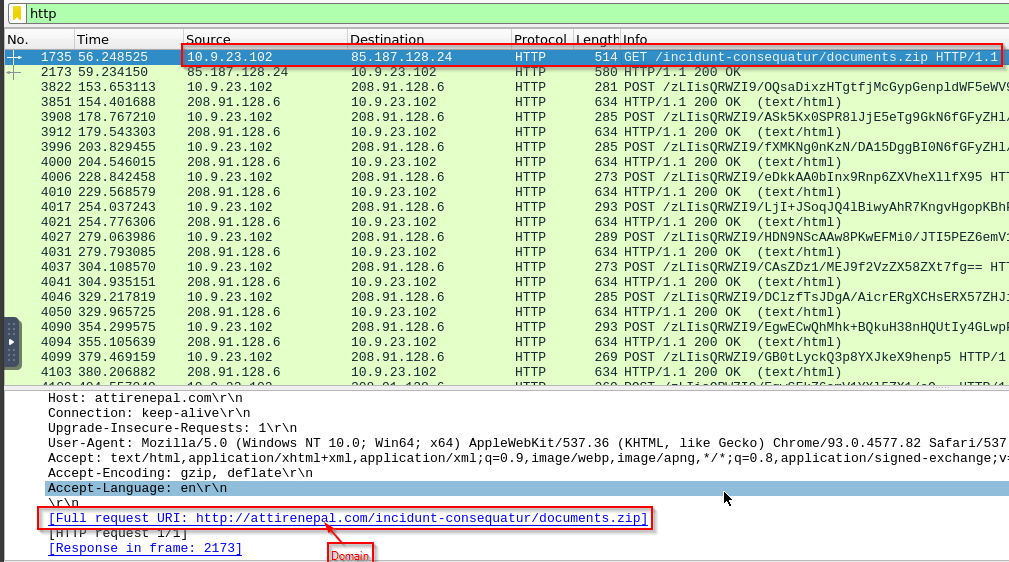 http
No. Time Source Destination Protocol Length Info
1735 56.248525 10.9.23.102 85.187.128.24 HTTP 514 GET /incidunt-consequatur/documents.zip HTTP/1.1
2173 59.234150 85.187.128.24 10.9.23.102 HTTP 580 HTTP/1.1 200 OK
3822 153.653113 10.9.23.102 208.91.128.6 HTTP 281 POST /zLIisQRWZI9/OQsaDixzHTgtfjMcGypGenpldWF5eWV9
3851 154.401688 208.91.128.6 10.9.23.102 HTTP 634 HTTP/1.1 200 OK (text/html)
3908 178.767210 10.9.23.102 208.91.128.6 HTTP 285 POST /zLIisQRWZI9/ASk5Kx0SPR8lJjE5eTg9GkN6fGFyZHl/
3912 179.543303 208.91.128.6 10.9.23.102 HTTP 634 HTTP/1.1 200 OK (text/html)
3996 203.829455 10.9.23.102 208.91.128.6 HTTP 285 POST /zLIisQRWZI9/fXMKNg0nKzN/DA15DggBI0N6fGFyZHl/
4000 204.546015 208.91.128.6 10.9.23.102 HTTP 634 HTTP/1.1 200 OK (text/html)
4006 228.842458 10.9.23.102 208.91.128.6 HTTP 273 POST /zLIisQRWZI9/eDkkAA0bInx9Rnp6ZXVheXllfX95 HT
4010 229.568579 208.91.128.6 10.9.23.102 HTTP 634 HTTP/1.1 200 OK (text/html)
4017 254.037243 10.9.23.102 208.91.128.6 HTTP 293 POST /zLIisQRWZI9/LjI+JSoqJQ4lBiwyAhR7KngvHgopKBh
4021 254.776306 208.91.128.6 10.9.23.102 HTTP 634 HTTP/1.1 200 OK (text/html)
4027 279.063986 10.9.23.102 208.91.128.6 HTTP 289 POST /zLIisQRWZI9/HDN9NScAAw8PKwEFMi0/JTI5PEZ6emV1
4031 279.793085 208.91.128.6 10.9.23.102 HTTP 634 HTTP/1.1 200 OK (text/html)
4037 304.108570 10.9.23.102 208.91.128.6 HTTP 273 POST /zLIisQRWZI9/CAsZDz1/MEJ9f2VzZX58ZXt7fg== HT
4041 304.935151 208.91.128.6 10.9.23.102 HTTP 634 HTTP/1.1 200 OK (text/html)
4046 329.217819 10.9.23.102 208.91.128.6 HTTP 285 POST /zLIisQRWZI9/DClzfTsJDgA/AicrERgXCHsERX57ZHJ
4050 329.965725 208.91.128.6 10.9.23.102 HTTP 634 HTTP/1.1 200 OK (text/html)
4090 354.299575 10.9.23.102 208.91.128.6 HTTP 293 POST /zLIisQRWZI9/EgwECwQhMhk+BQkuH38nHQUtIy4GLwp
4094 355.105639 208.91.128.6 10.9.23.102 HTTP 634 HTTP/1.1 200 OK (text/html)
4099 379.469159 10.9.23.102 208.91.128.6 HTTP 269 POST /zLIisQRWZI9/GB0tLyckQ3p8YXJkeX9henp5 HTTP/1
4103 380.206882 208.91.128.6 10.9.23.102 HTTP 634 HTTP/1.1 200 OK (text/html)
Host: attirenepal.com\r\n
Connection: keep-alive\r\n
Upgrade-Insecure-Requests: 1\r\n
User-Agent: Mozilla/5.0 (Windows NT 10.0; Win64; x64) AppleWebKit/537.36 (KHTML, like Gecko) Chrome/93.0.4577.82 Safari/537
Accept: text/html,application/xhtml+xml,application/xml;q=0.9,image/webp,image/apng,*/*;q=0.8,application/signed-exchange;v=
Accept-Encoding: gzip, deflate\r\n
Accept-Language: en\r\n
\r\n
[Full request URI: http://attirenepal.com/incidunt-consequatur/documents.zip]
[HTTP request 1/1]
[Response in frame: 2173]
Domain